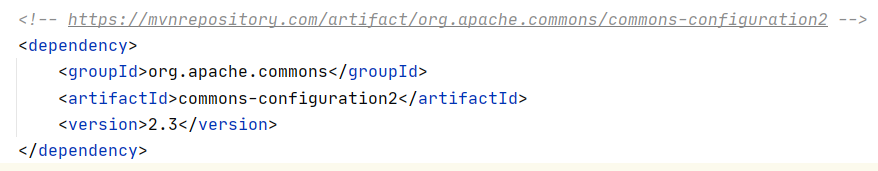 <!-- https://mvnrepository.com/artifact/org.apache.commons/commons-configuration2 -->
<dependency>
    <groupId>org.apache.commons</groupId>
    <artifactId>commons-configuration2</artifactId>
    <version>2.3</version>
</dependency>